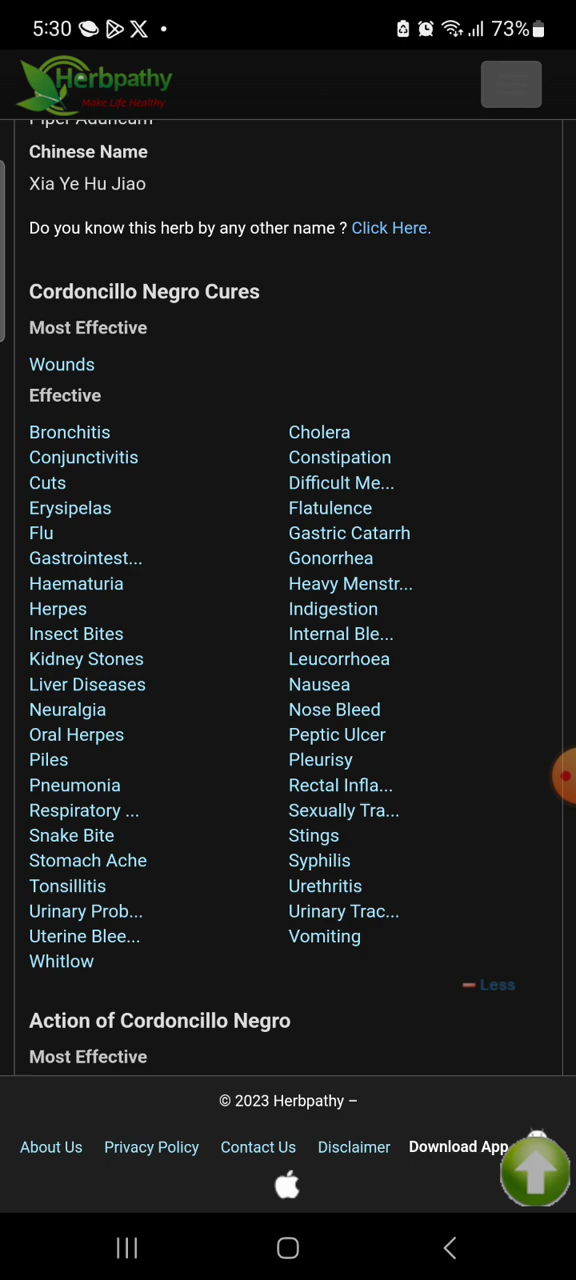 5:30
73%
Herbpathy
Make Life Healthy
Piper Aduncum
Chinese Name
Xia Ye Hu Jiao
Do you know this herb by any other name ? Click Here.
Cordoncillo Negro Cures
Most Effective
Wounds
Effective
Bronchitis Cholera
Conjunctivitis Constipation
Cuts Difficult Me...
Erysipelas Flatulence
Flu Gastric Catarrh
Gastrointest... Gonorrhea
Haematuria Heavy Menstr...
Herpes Indigestion
Insect Bites Internal Ble...
Kidney Stones Leucorrhoea
Liver Diseases Nausea
Neuralgia Nose Bleed
Oral Herpes Peptic Ulcer
Piles Pleurisy
Pneumonia Rectal Infla...
Respiratory ... Sexually Tra...
Snake Bite Stings
Stomach Ache Syphilis
Tonsillitis Urethritis
Urinary Prob... Urinary Trac...
Uterine Blee... Vomiting
Whitlow
Less
Action of Cordoncillo Negro
Most Effective
© 2023 Herbpathy –
About Us Privacy Policy Contact Us Disclaimer Download App